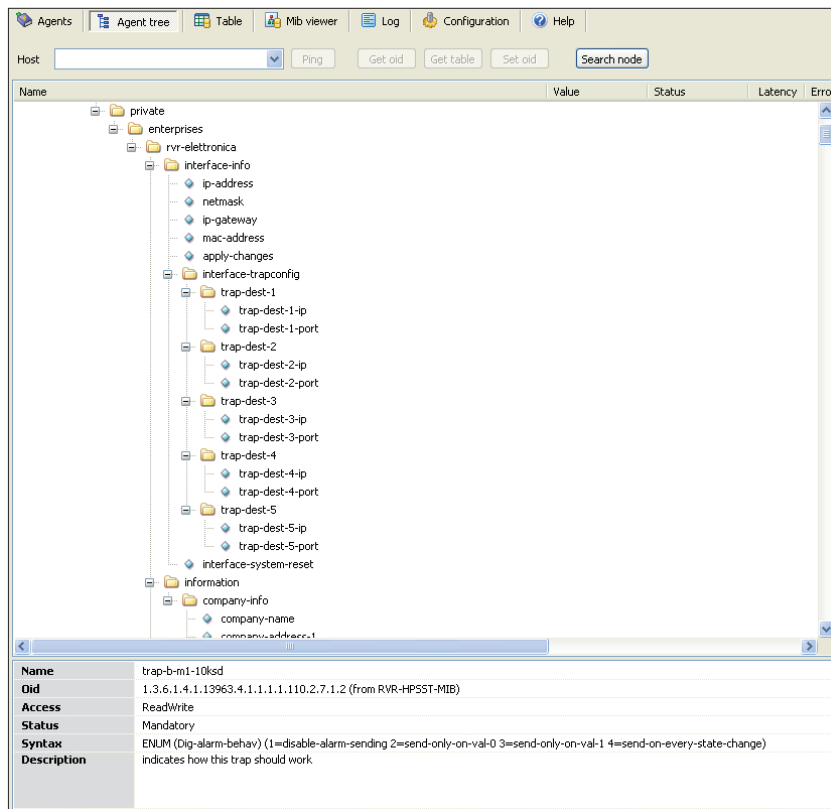 Agents Agent tree Table Mib viewer Log Configuration Help
Host Ping Get oid Get table Set oid Search node
Name Value Status Latency Erro
private
enterprises
rvr-elettronica
interface-info
ip-address
netmask
ip-gateway
mac-address
apply-changes
interface-trapconfig
trap-dest-1
trap-dest-1-ip
trap-dest-1-port
trap-dest-2
trap-dest-2-ip
trap-dest-2-port
trap-dest-3
trap-dest-3-ip
trap-dest-3-port
trap-dest-4
trap-dest-4-ip
trap-dest-4-port
trap-dest-5
trap-dest-5-ip
trap-dest-5-port
interface-system-reset
information
company-info
company-name
company-address-1
Name trap-b-m1-10ksd
Oid 1.3.6.1.4.1.13963.4.1.1.1.1.110.2.7.1.2 (from RVR-HPSST-MIB)
Access ReadWrite
Status Mandatory
Syntax ENUM (Dig-alarm-behav) (1=disable-alarm-sending 2=send-only-on-val-0 3=send-only-on-val-1 4=send-on-every-state-change)
Description indicates how this trap should work